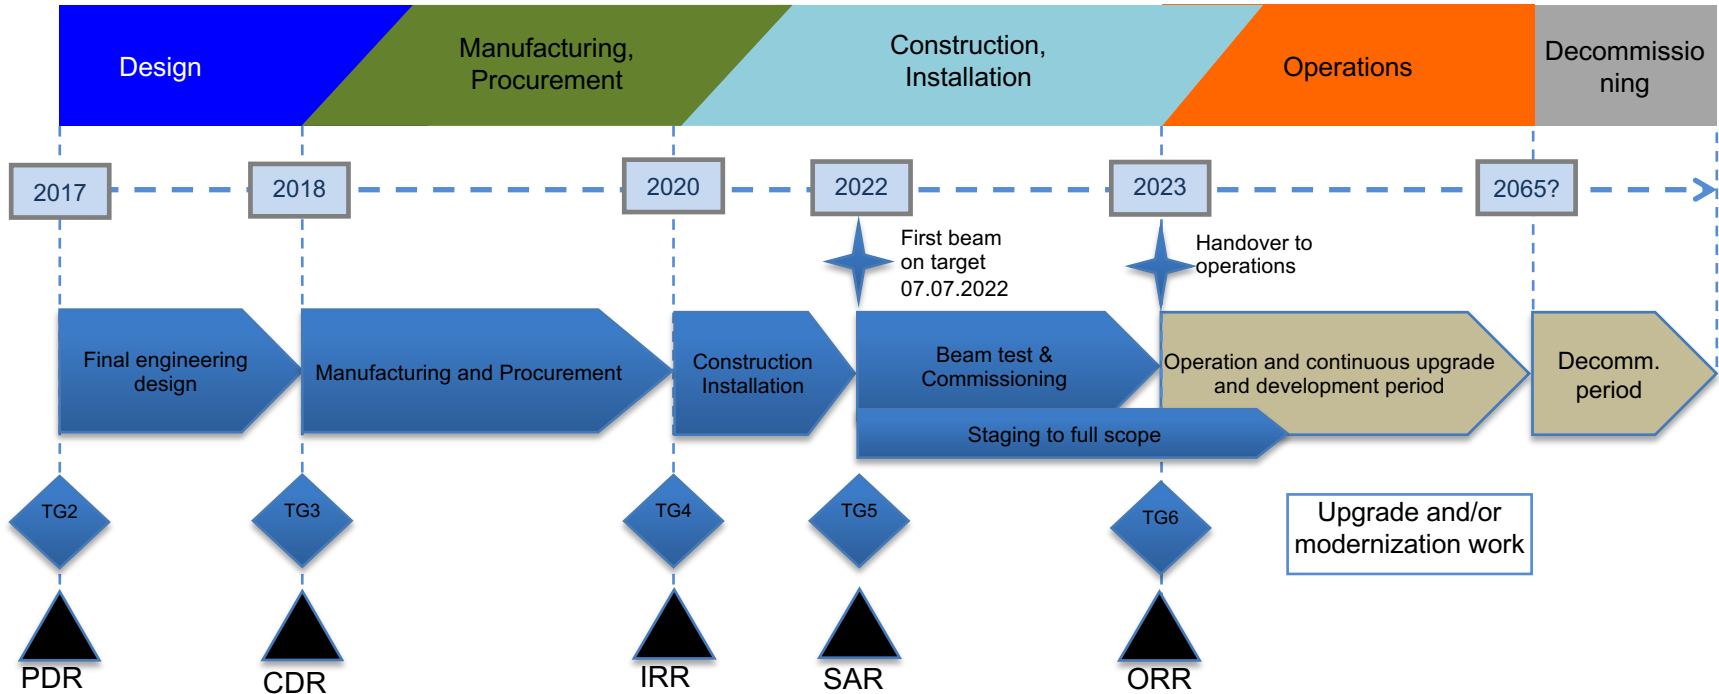 Design
Manufacturing,
Procurement
Construction,
Installation
Operations
Decommissio
ning
2017
2018
2020
2022
2023
2065?
First beam
on target
07.07.2022
Handover to
operations
Final engineering
design
Manufacturing and Procurement
Construction
Installation
Beam test &
Commissioning
Operation and continuous upgrade
and development period
Decomm.
period
Staging to full scope
TG2
TG3
TG4
TG5
TG6
Upgrade and/or
modernization work
PDR
CDR
IRR
SAR
ORR